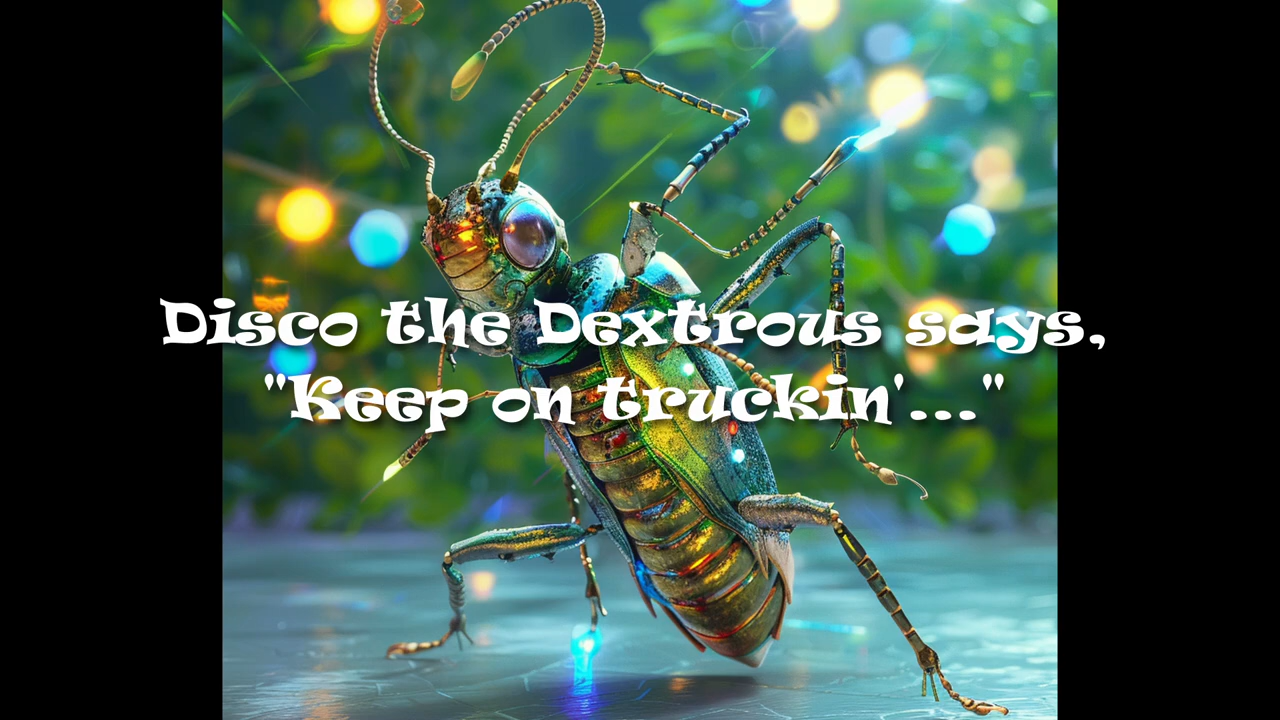 Disco the Dextrous says,
"Keep on truckin'..."